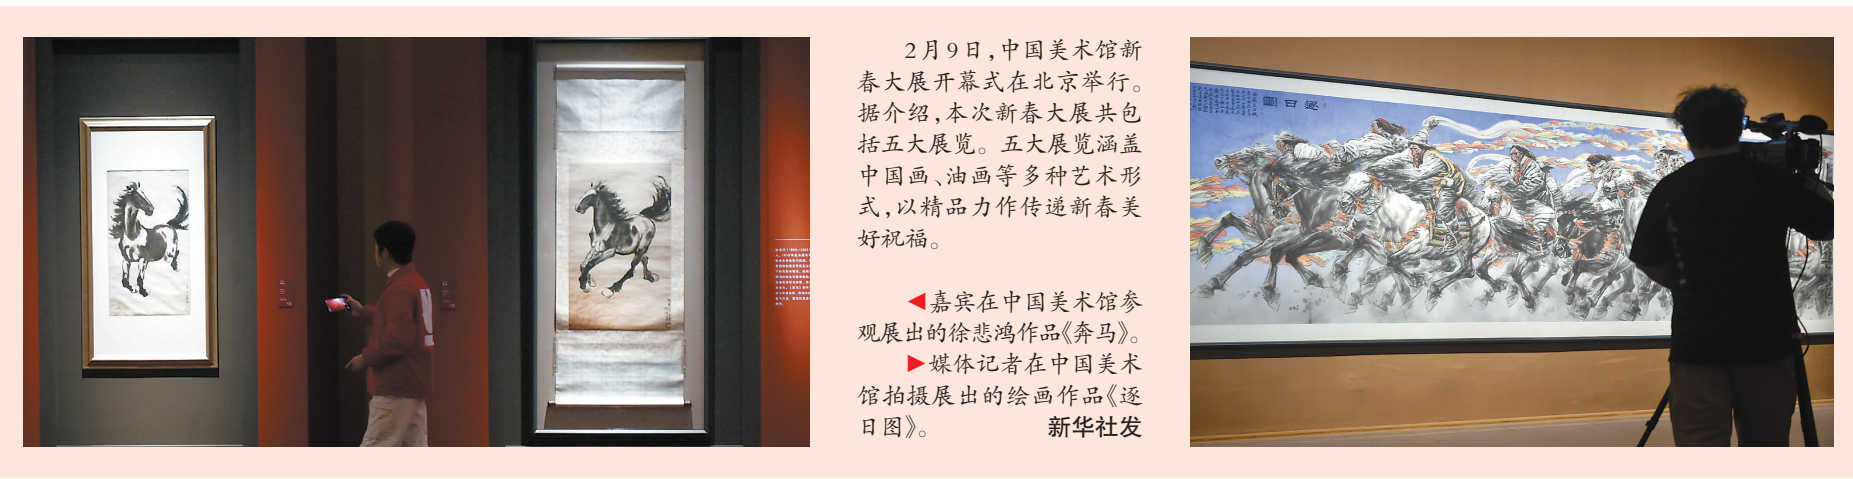 2月9日，中国美术馆新
春大展开幕式在北京举行。
据介绍，本次新春大展共包
括五大展览。五大展览涵盖
中国画、油画等多种艺术形
式，以精品力作传递新春美
好祝福。
◀嘉宾在中国美术馆参
观展出的徐悲鸿作品《奔马》。
▶媒体记者在中国美术
馆拍摄展出的绘画作品《逐
日图》。 新华社发
圖日逐